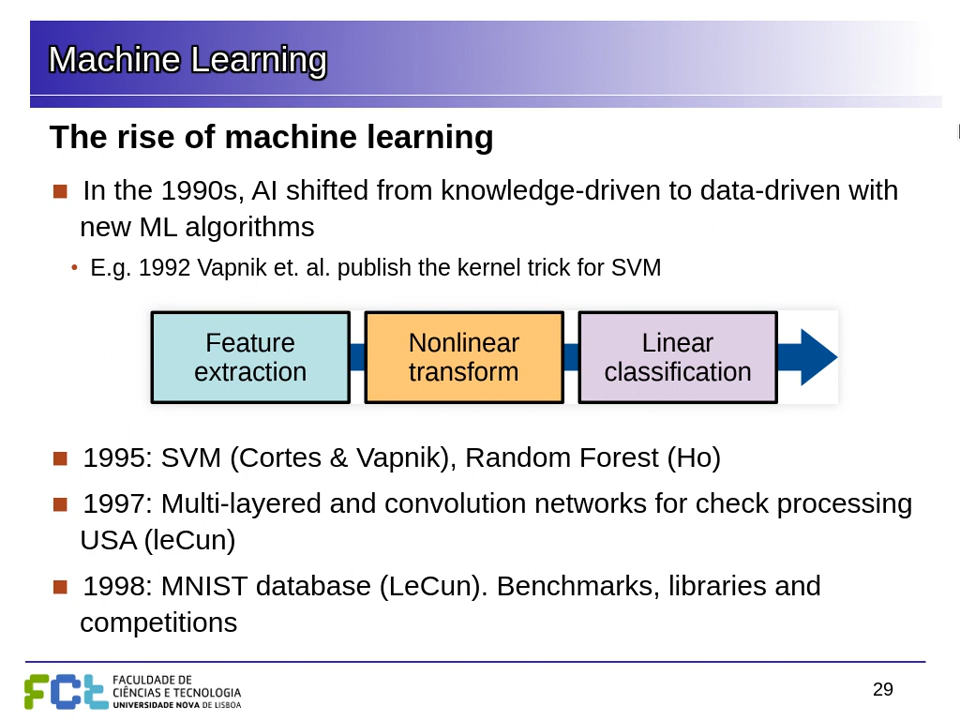 Machine Learning
The rise of machine learning
In the 1990s, AI shifted from knowledge-driven to data-driven with
new ML algorithms
E.g. 1992 Vapnik et. al. publish the kernel trick for SVM
Feature
extraction
Nonlinear
transform
Linear
classification
1995: SVM (Cortes & Vapnik), Random Forest (Ho)
1997: Multi-layered and convolution networks for check processing
USA (leCun)
1998: MNIST database (LeCun). Benchmarks, libraries and
competitions
FCt
FACULDADE DE
CIÊNCIAS E TECNOLOGIA
UNIVERSIDADE NOVA DE LISBOA
29